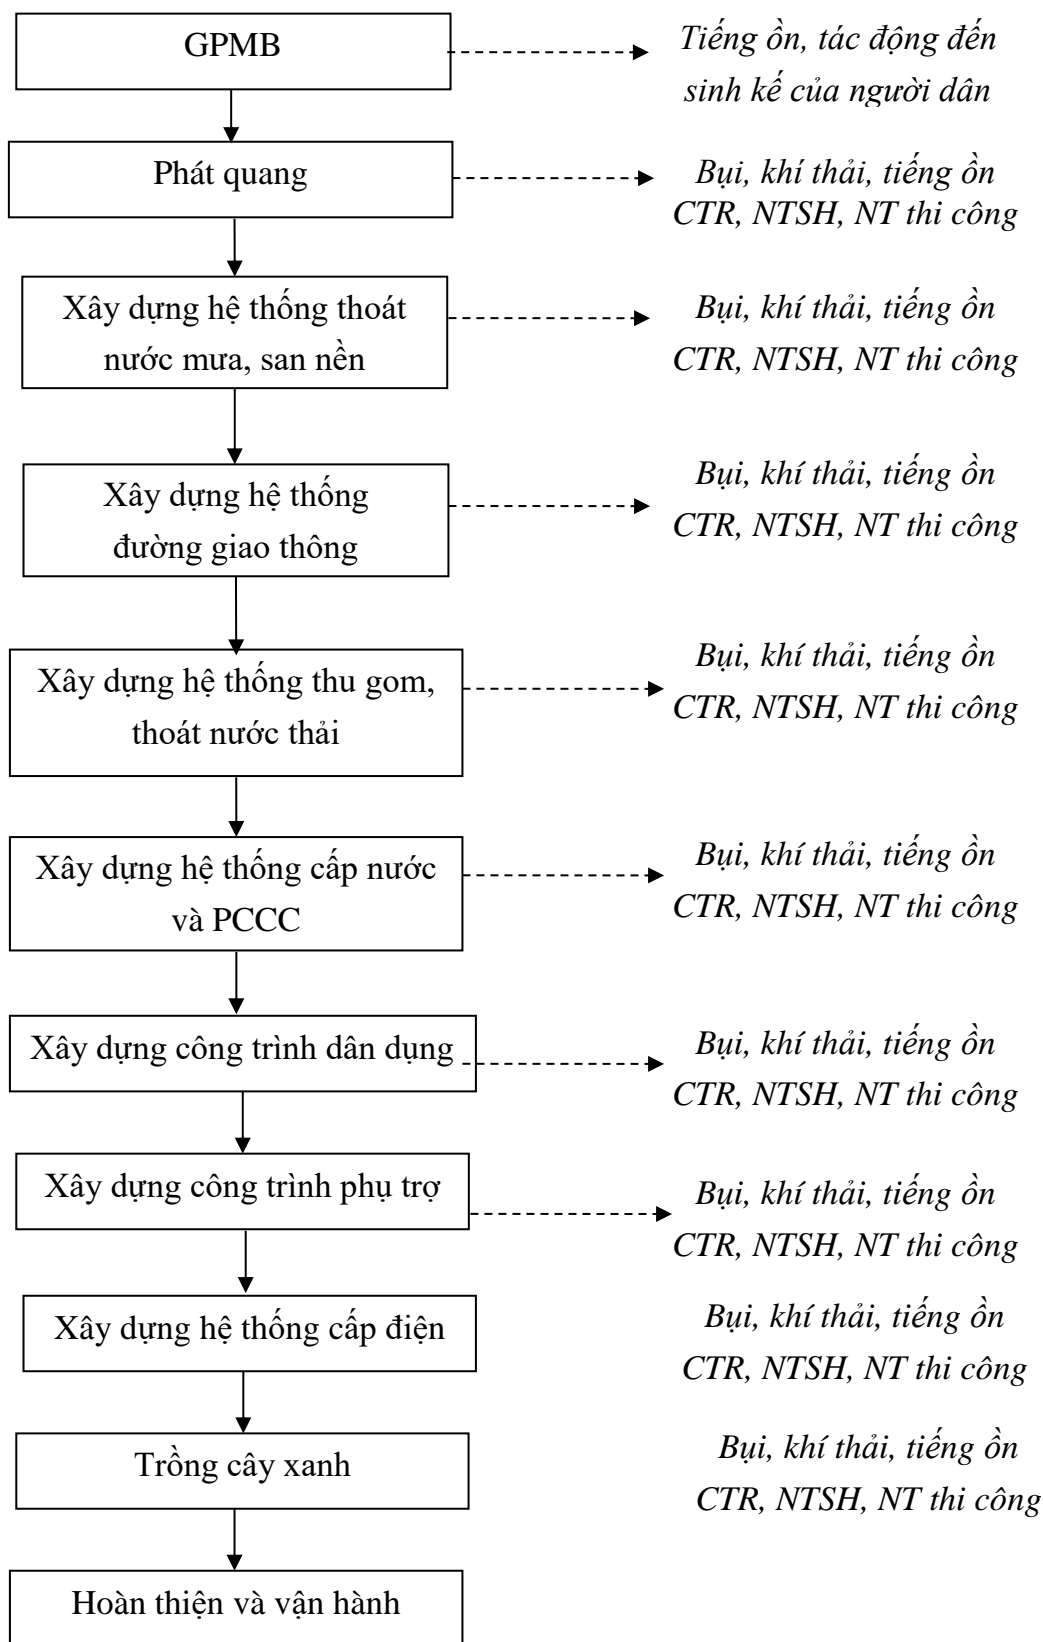 GPMB
Tiếng ồn, tác động đến
sinh kế của người dân
Phát quang
Bụi, khí thải, tiếng ồn
CTR, NTSH, NT thi công
Xây dựng hệ thống thoát
nước mưa, san nền
Bụi, khí thải, tiếng ồn
CTR, NTSH, NT thi công
Xây dựng hệ thống
đường giao thông
Bụi, khí thải, tiếng ồn
CTR, NTSH, NT thi công
Xây dựng hệ thống thu gom,
thoát nước thải
Bụi, khí thải, tiếng ồn
CTR, NTSH, NT thi công
Xây dựng hệ thống cấp nước
và PCCC
Bụi, khí thải, tiếng ồn
CTR, NTSH, NT thi công
Xây dựng công trình dân dụng
Bụi, khí thải, tiếng ồn
CTR, NTSH, NT thi công
Xây dựng công trình phụ trợ
Bụi, khí thải, tiếng ồn
CTR, NTSH, NT thi công
Xây dựng hệ thống cấp điện
Bụi, khí thải, tiếng ồn
CTR, NTSH, NT thi công
Trồng cây xanh
Bụi, khí thải, tiếng ồn
CTR, NTSH, NT thi công
Hoàn thiện và vận hành